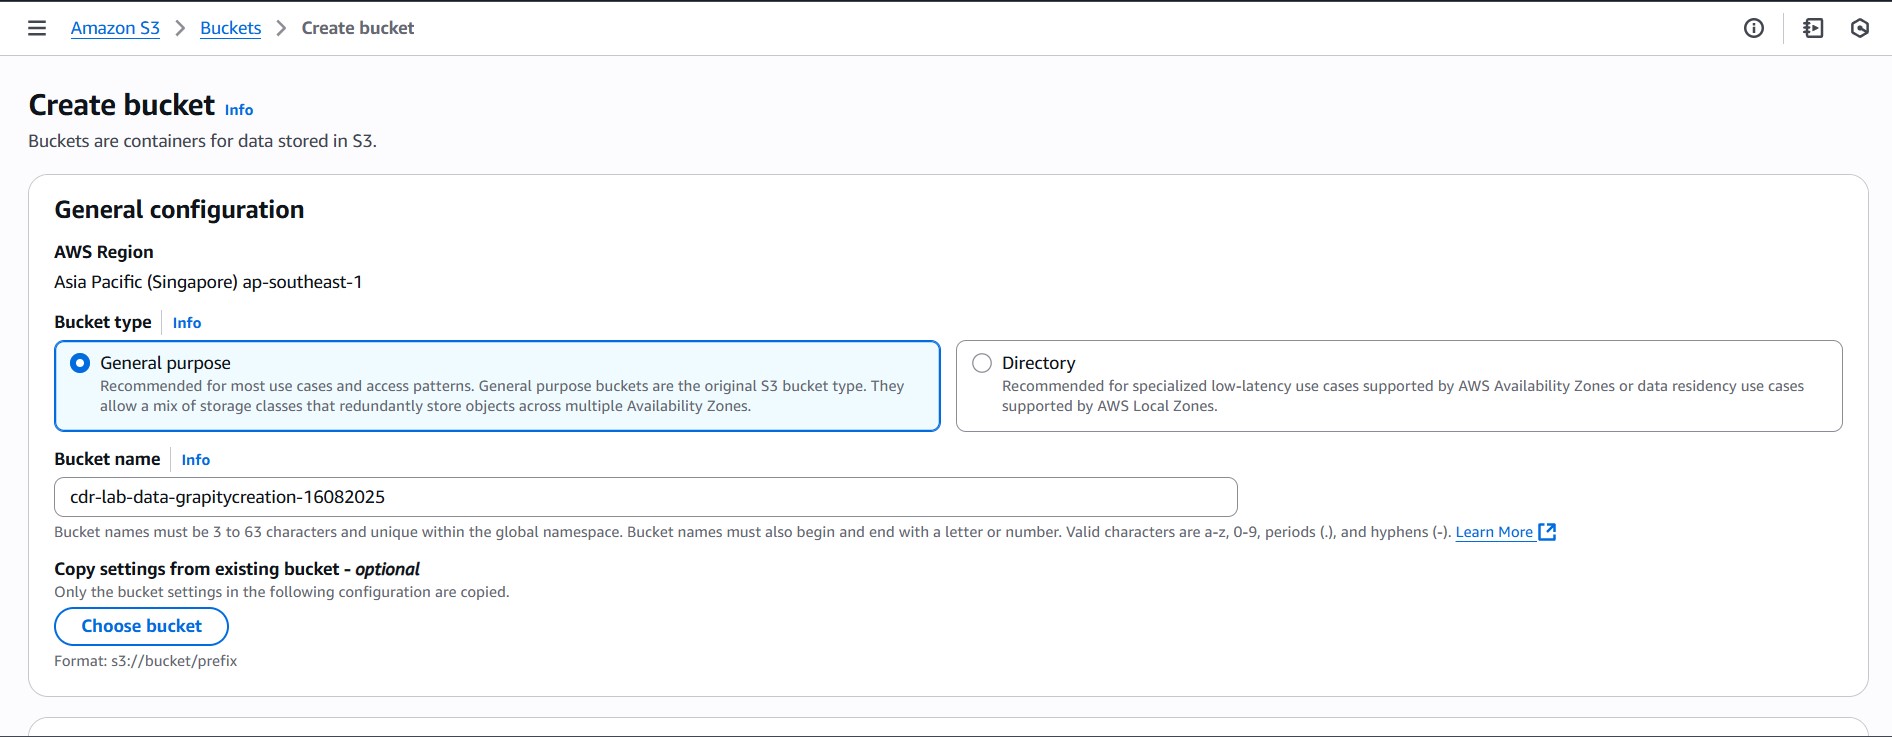 Amazon S3 > Buckets > Create bucket
Create bucket Info
Buckets are containers for data stored in S3.
General configuration
AWS Region
Asia Pacific (Singapore) ap-southeast-1
Bucket type Info
General purpose
Recommended for most use cases and access patterns. General purpose buckets are the original S3 bucket type. They
allow a mix of storage classes that redundantly store objects across multiple Availability Zones.
Directory
Recommended for specialized low-latency use cases supported by AWS Availability Zones or data residency use cases
supported by AWS Local Zones.
Bucket name Info
cdr-lab-data-grapitycreation-16082025
Bucket names must be 3 to 63 characters and unique within the global namespace. Bucket names must also begin and end with a letter or number. Valid characters are a-z, 0-9, periods (.), and hyphens (-). Learn More
Copy settings from existing bucket - optional
Only the bucket settings in the following configuration are copied.
Choose bucket
Format: s3://bucket/prefix